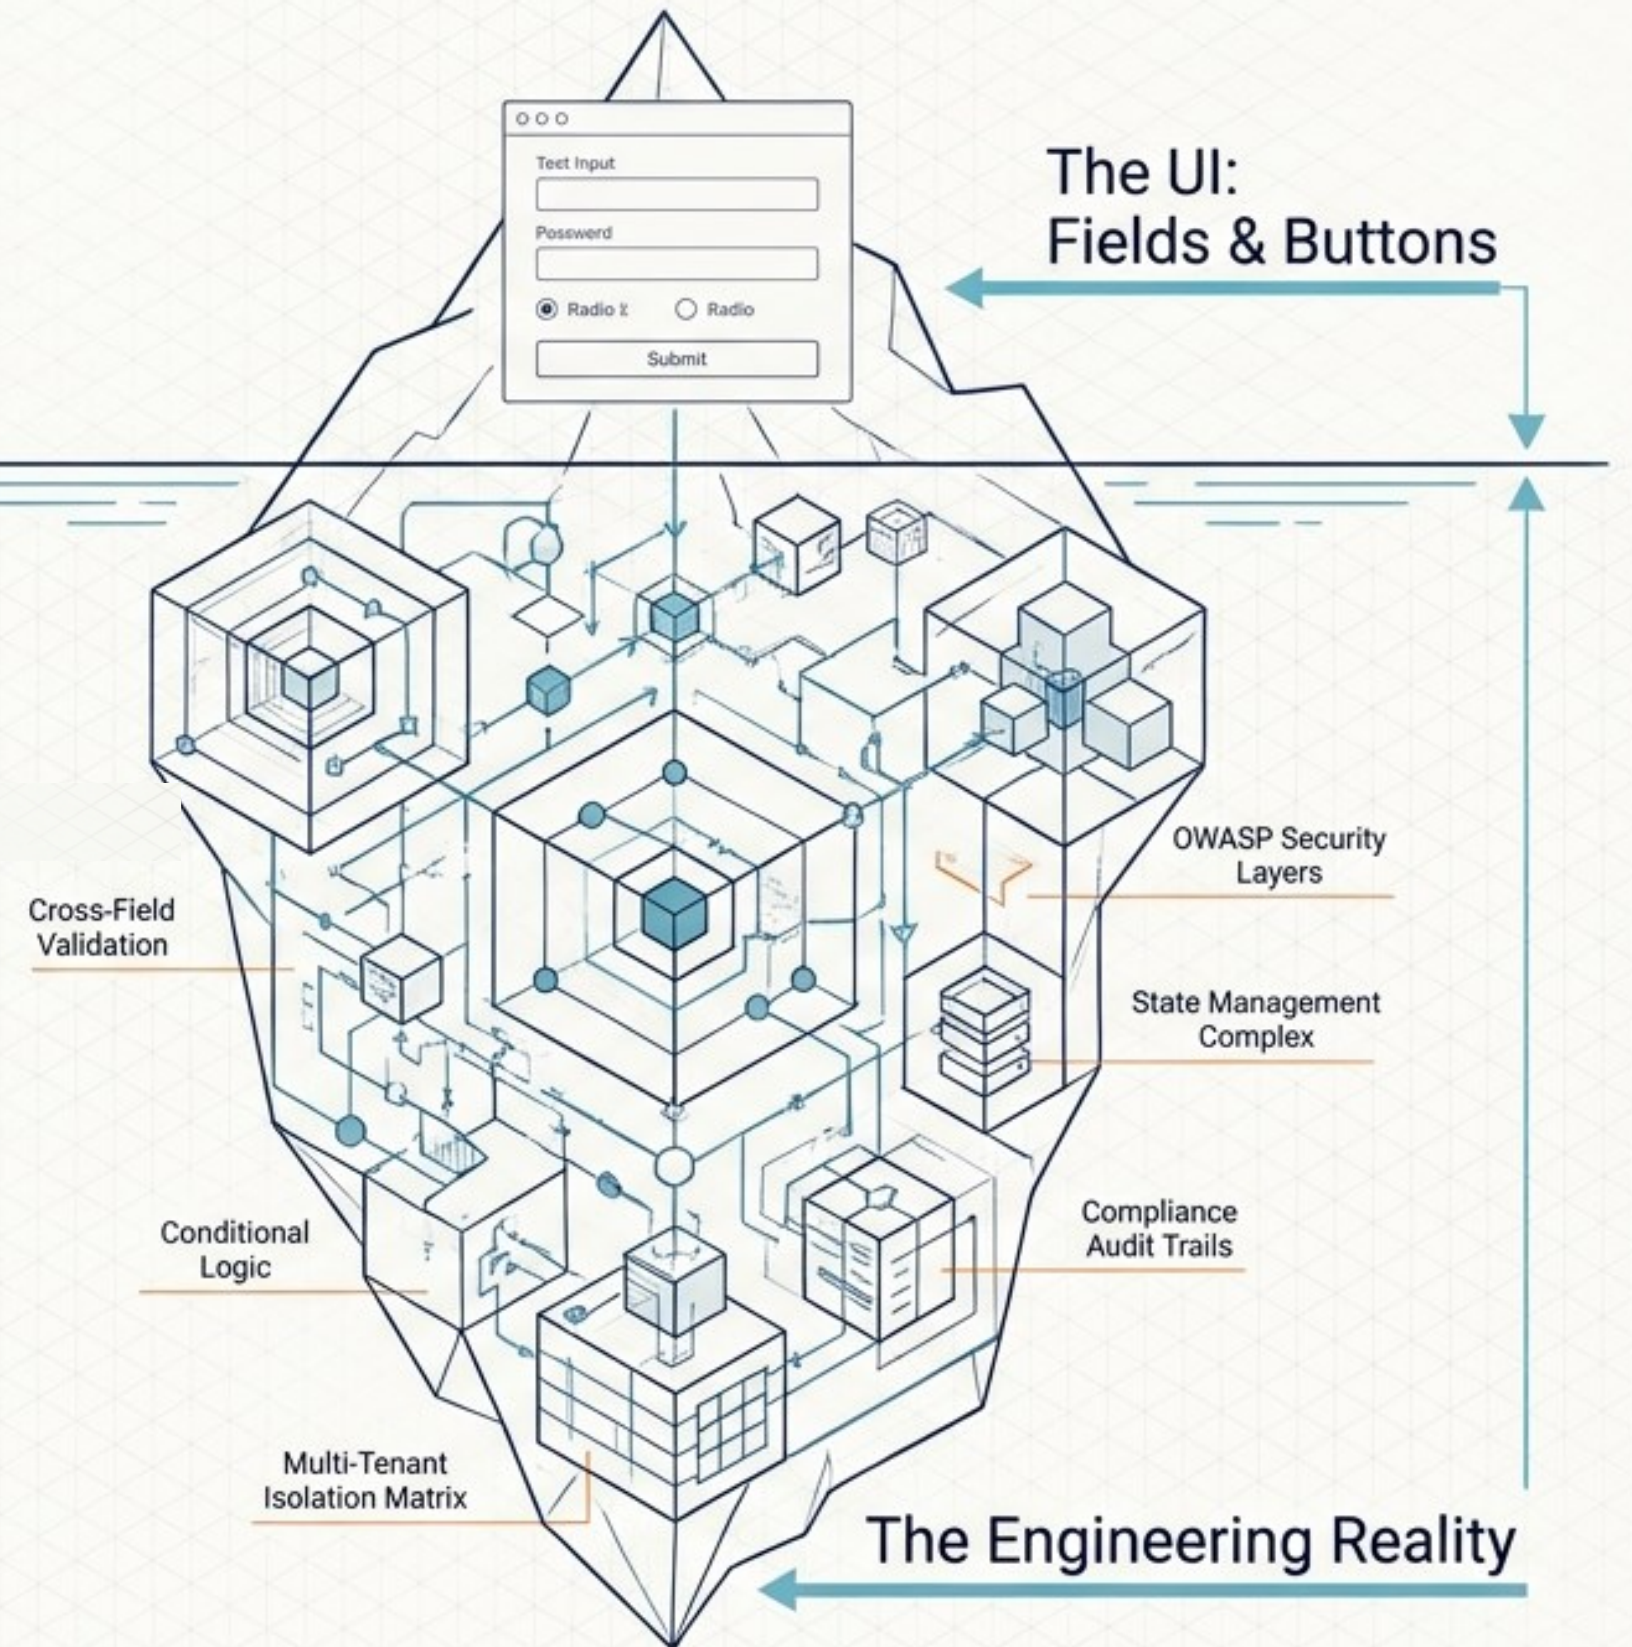 Text Input
Posswerd
Radio
Radio
Submit
The UI:
Fields & Buttons
OWASP Security
Layers
Cross-Field
Validation
State Management
Complex
Compliance
Audit Trails
Conditional
Logic
Multi-Tenant
Isolation Matrix
The Engineering Reality